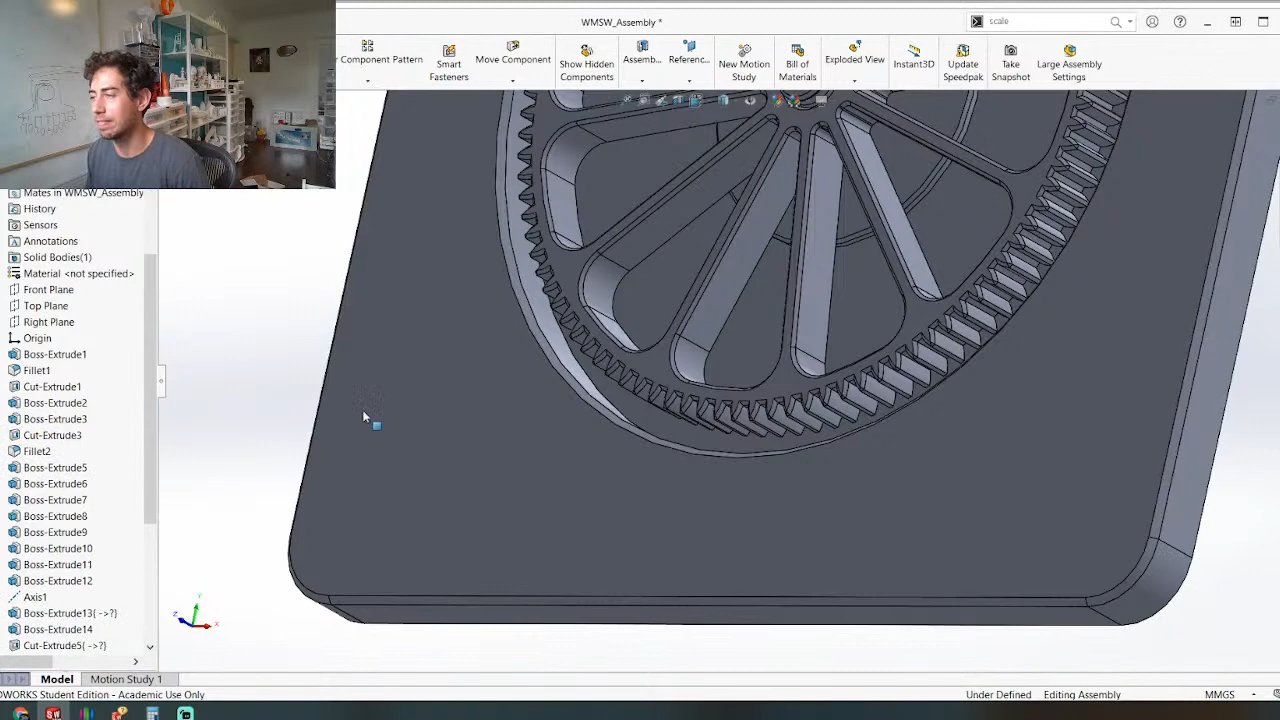 WMSW_Assembly *
scale
Component Pattern
Smart Fasteners
Move Component
Show Hidden Components
Assemb...
Referenc...
New Motion Study
Bill of Materials
Exploded View
Instant3D
Update Speedpak
Take Snapshot
Large Assembly Settings
Mates in WMSW_Assembly
History
Sensors
Annotations
Solid Bodies(1)
Material <not specified>
Front Plane
Top Plane
Right Plane
Origin
Boss-Extrude1
Fillet1
Cut-Extrude1
Boss-Extrude2
Boss-Extrude3
Cut-Extrude3
Fillet2
Boss-Extrude5
Boss-Extrude6
Boss-Extrude7
Boss-Extrude8
Boss-Extrude9
Boss-Extrude10
Boss-Extrude11
Boss-Extrude12
Axis1
Boss-Extrude13{ ->?}
Boss-Extrude14
Cut-Extrude5{ ->?}
Y
Z
X
Model
Motion Study 1
DWORKS Student Edition - Academic Use Only
Under Defined
Editing Assembly
MMGS